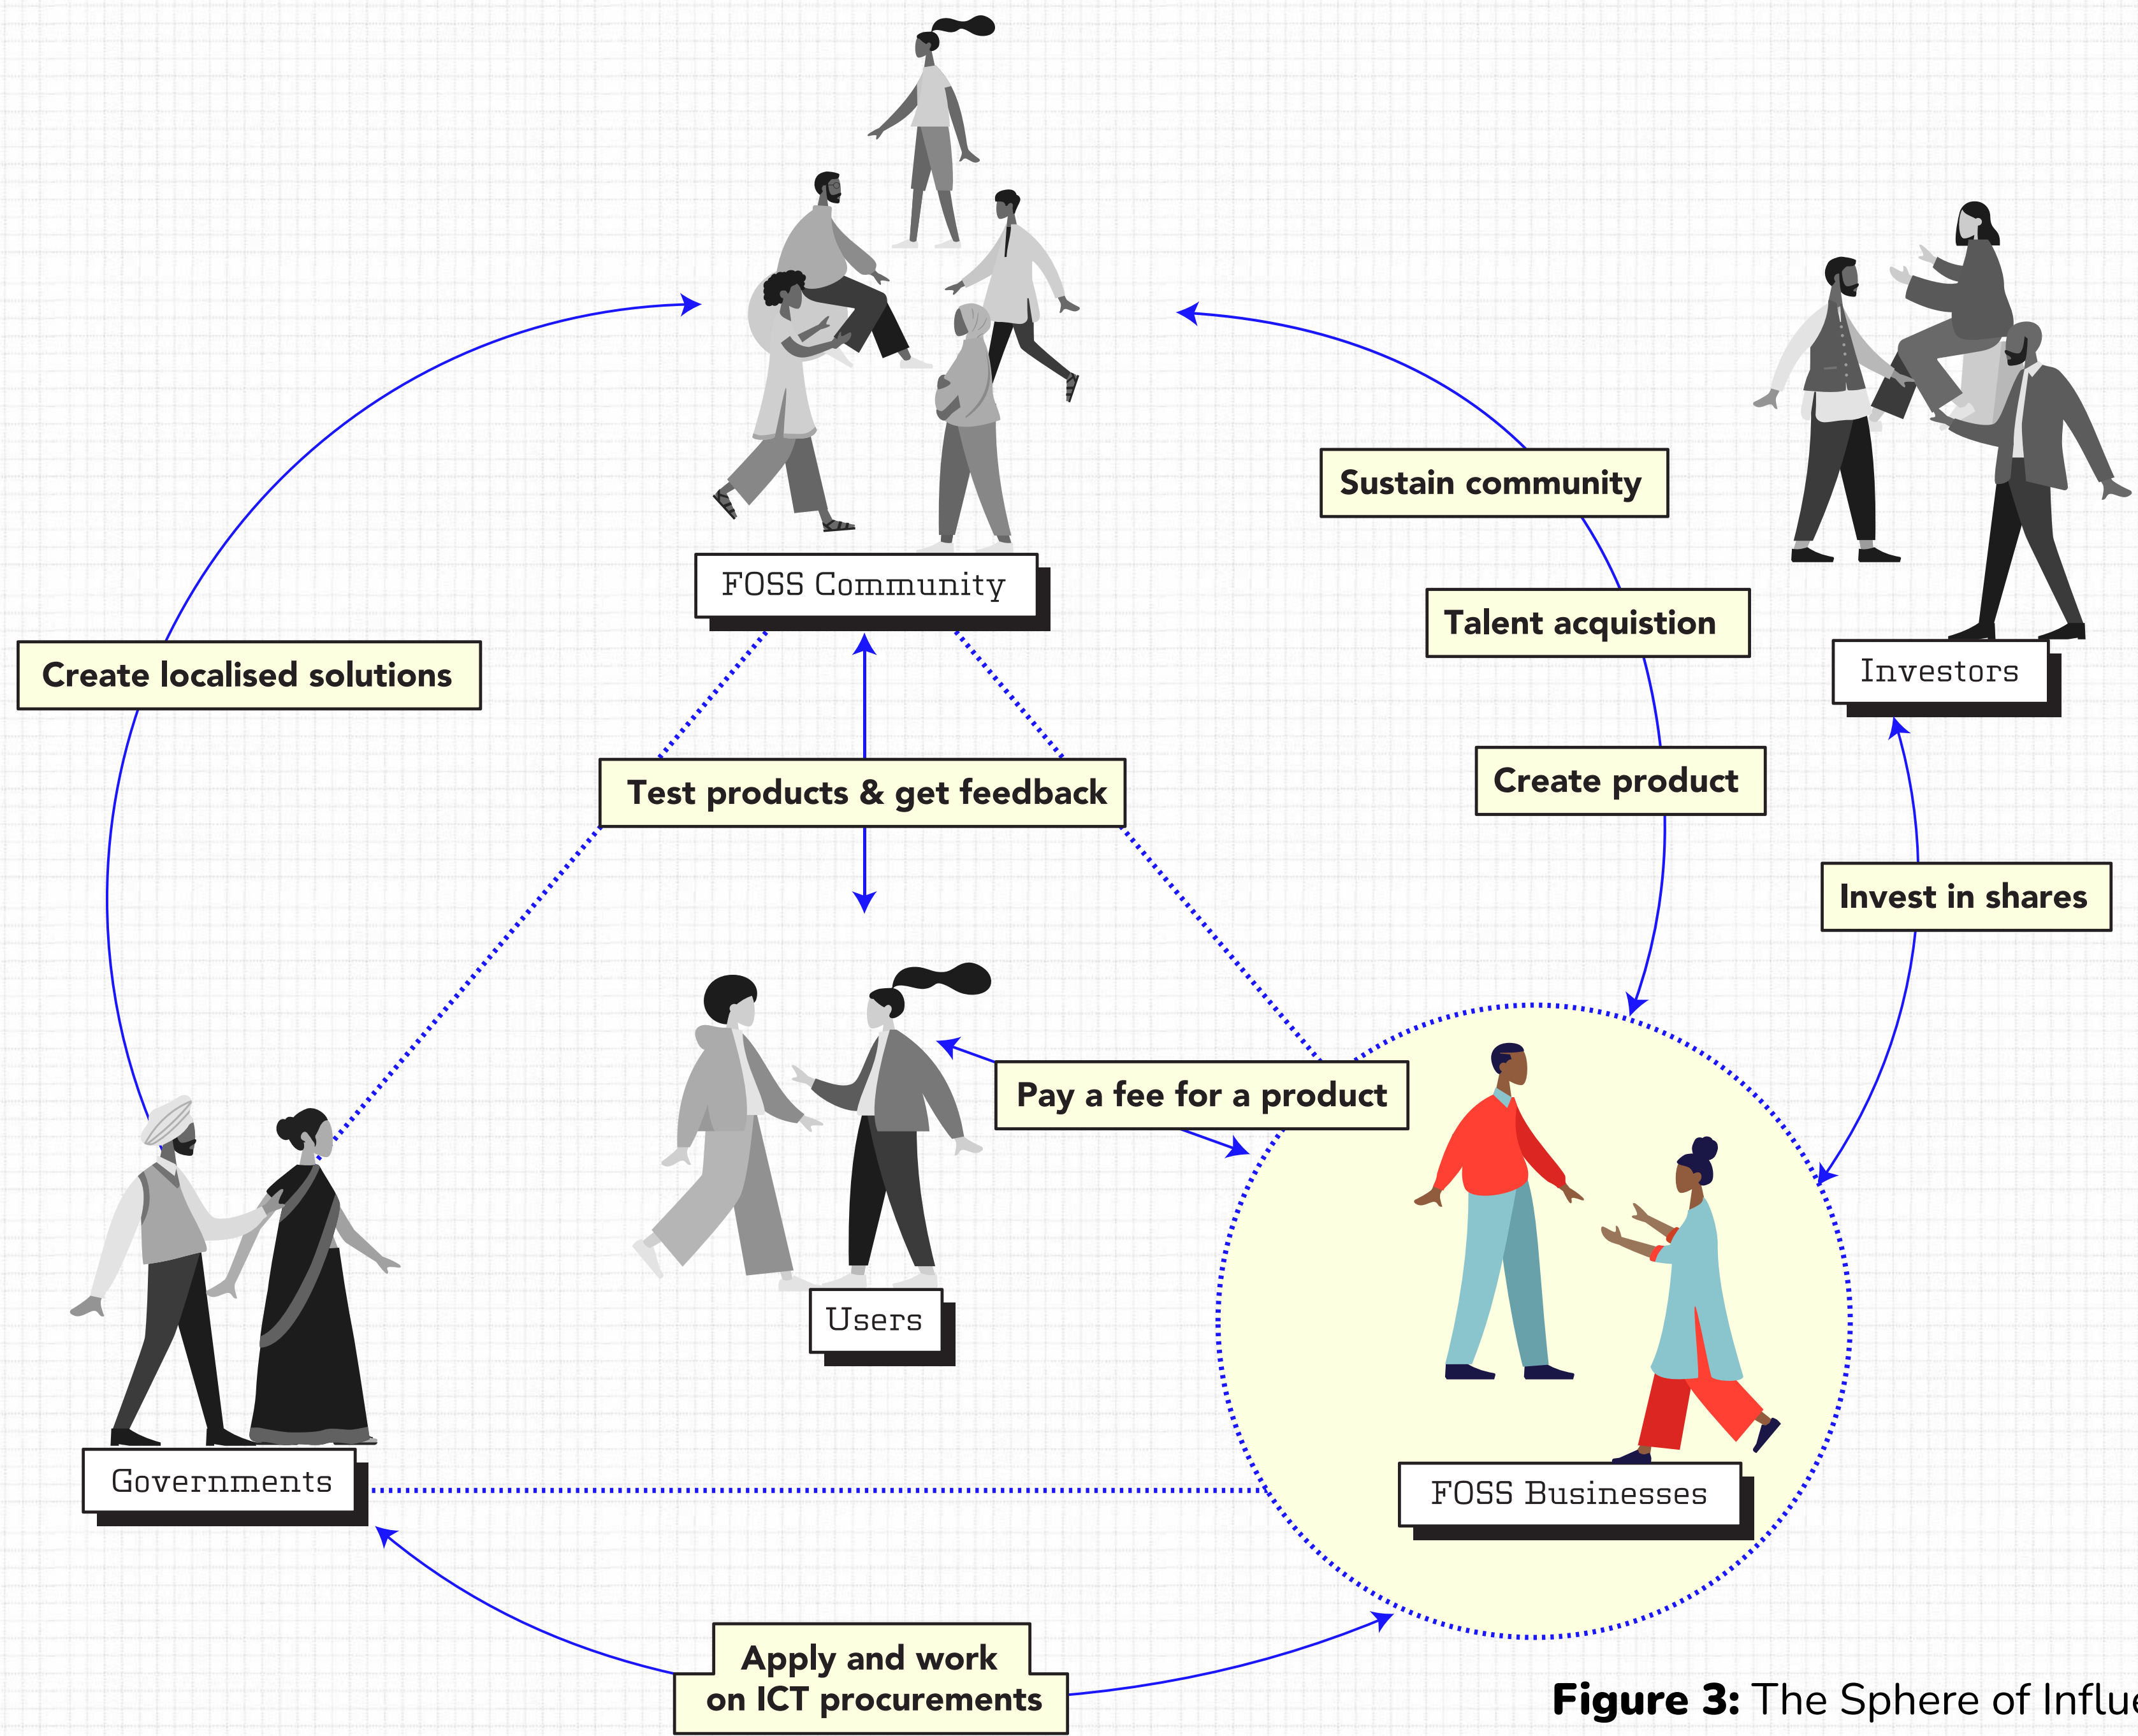 FOSS Community
Sustain community
Talent acquistion
Investors
Create localised solutions
Test products & get feedback
Create product
Invest in shares
Pay a fee for a product
Users
Governments
FOSS Businesses
Apply and work
on ICT procurements
Figure 3: The Sphere of